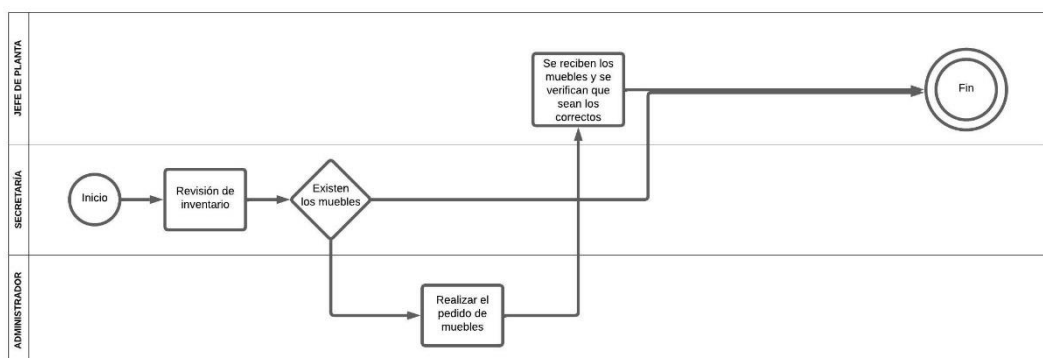 JEFE DE PLANTA
Se reciben los
muebles y se
verifican que
sean los
correctos
Fin
SECRETARÍA
Inicio
Revisión de
inventario
Existen
los muebles
ADMINISTRADOR
Realizar el
pedido de
muebles